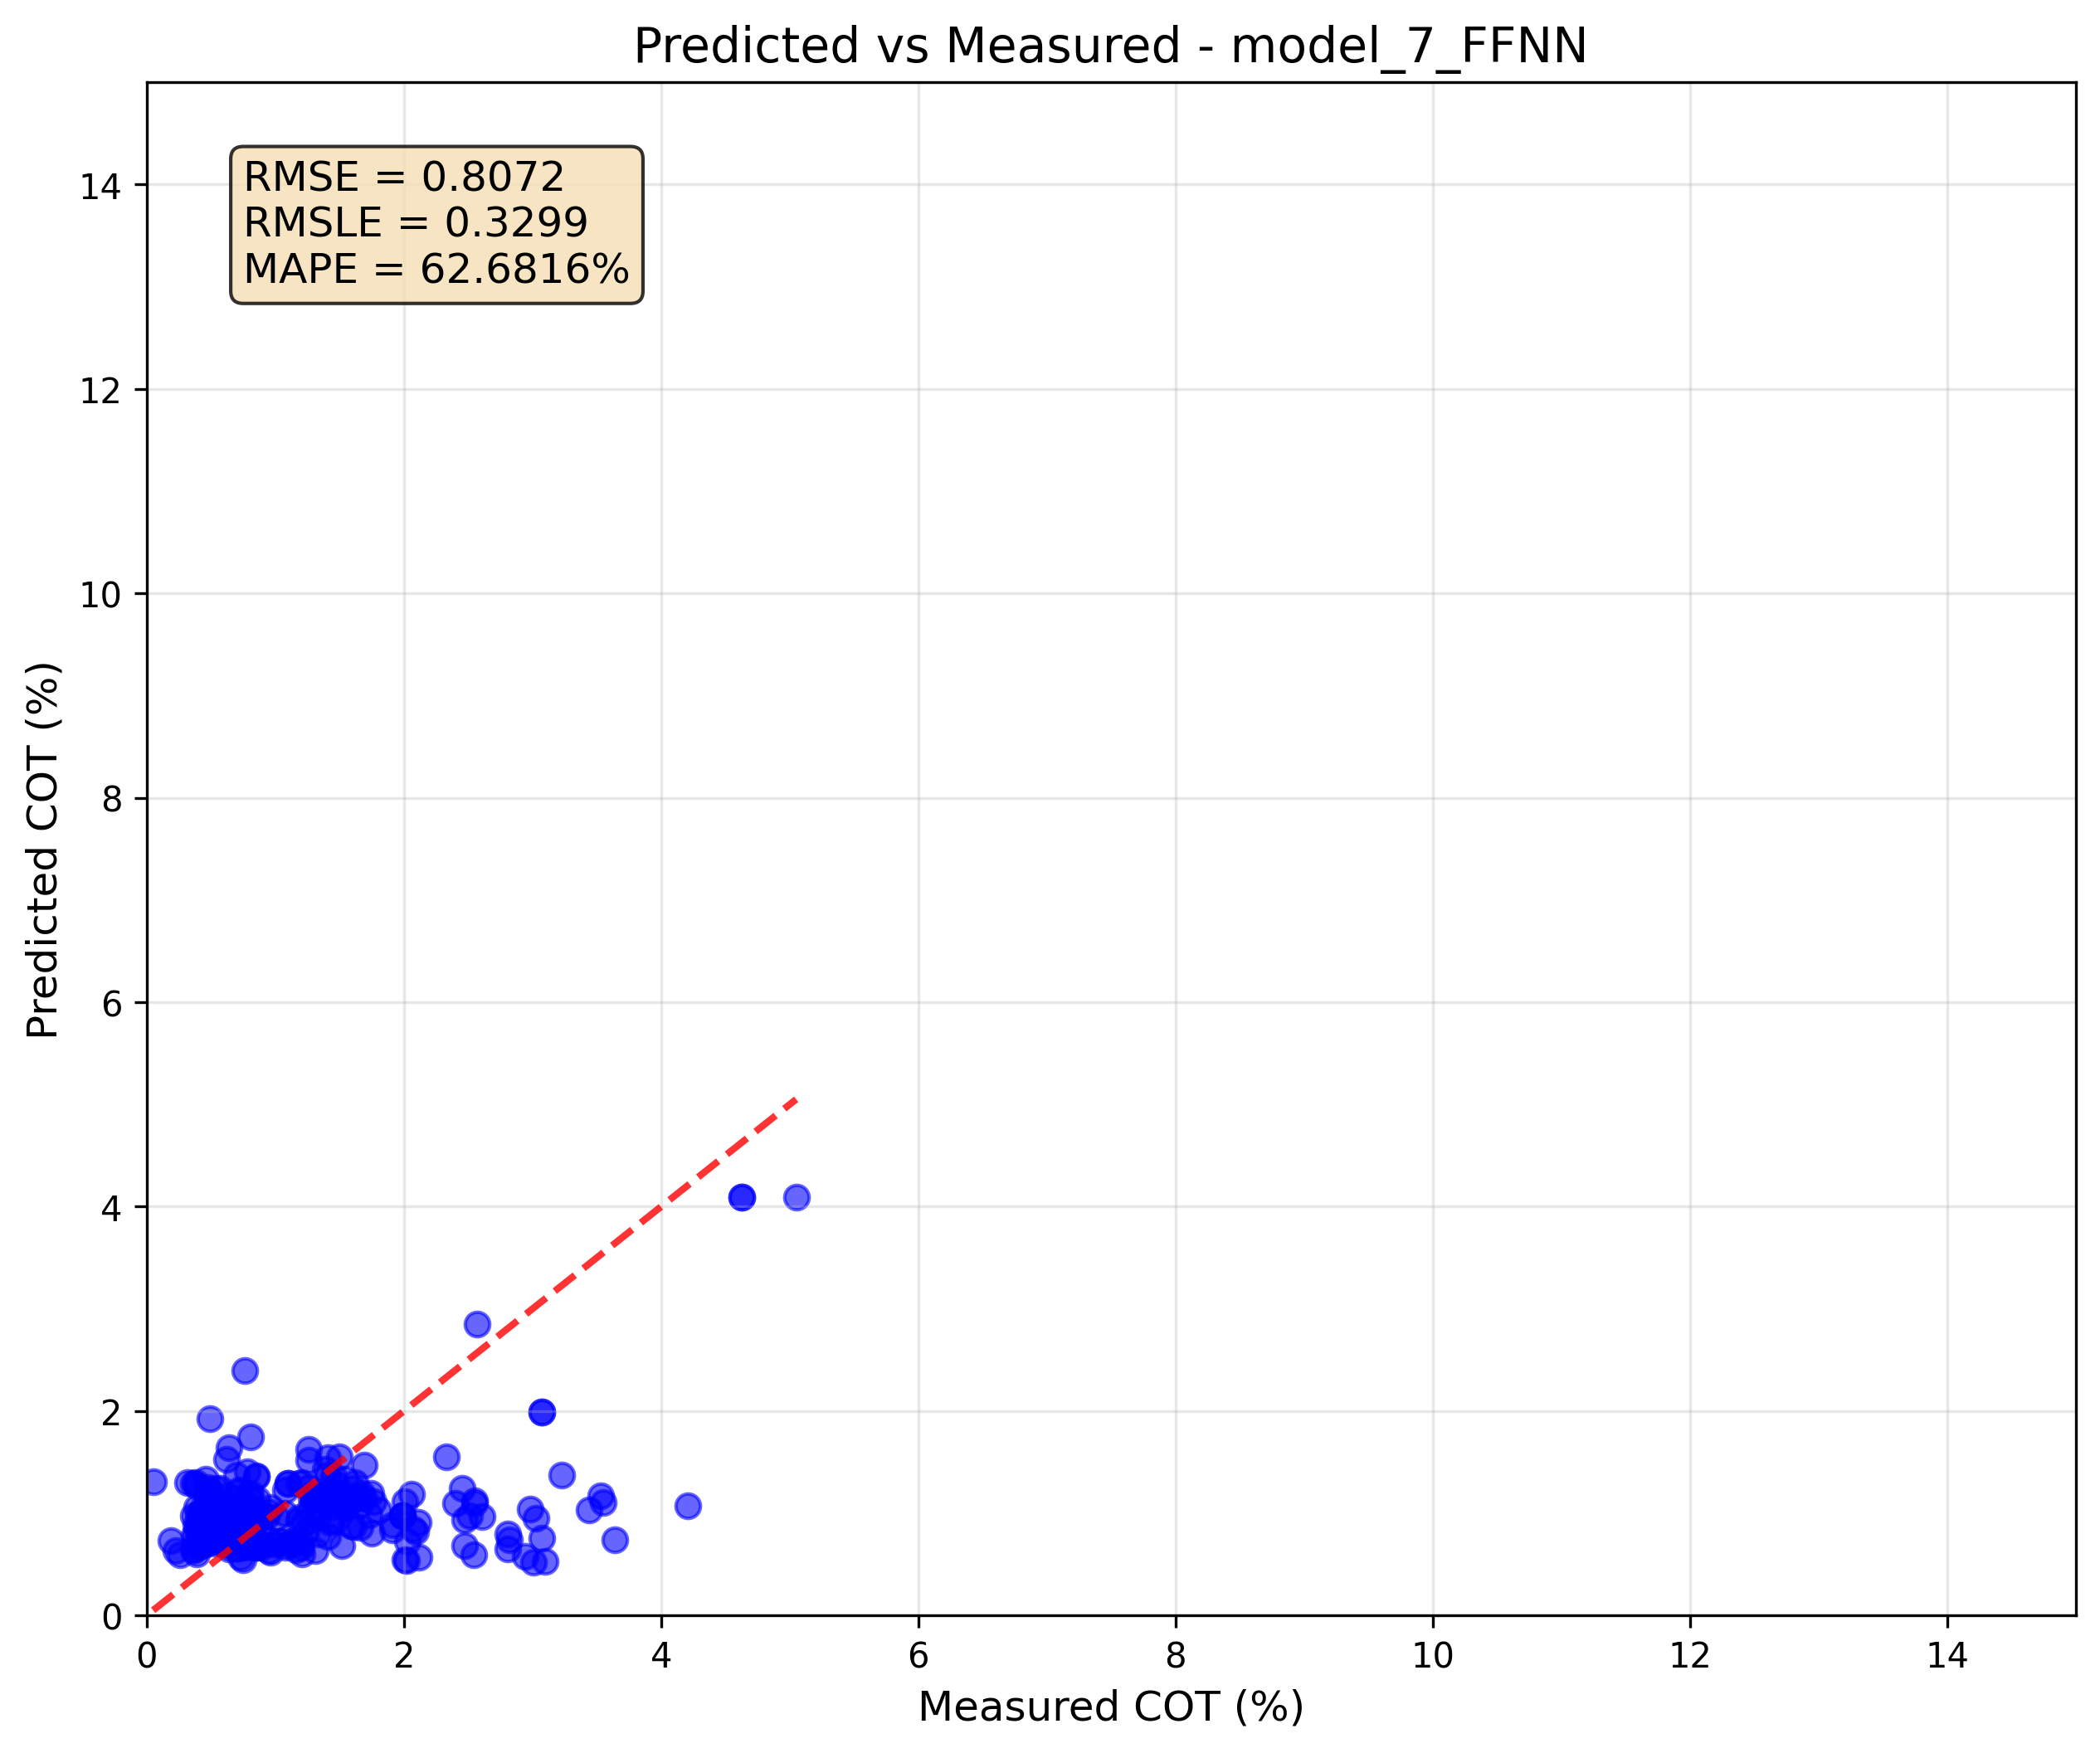 Predicted vs Measured - model_7_FFNN
RMSE = 0.8072
RMSLE = 0.3299
MAPE = 62.6816%
14
12
10
8
6
4
2
0
Predicted COT (%)
0 2 4 6 8 10 12 14
Measured COT (%)